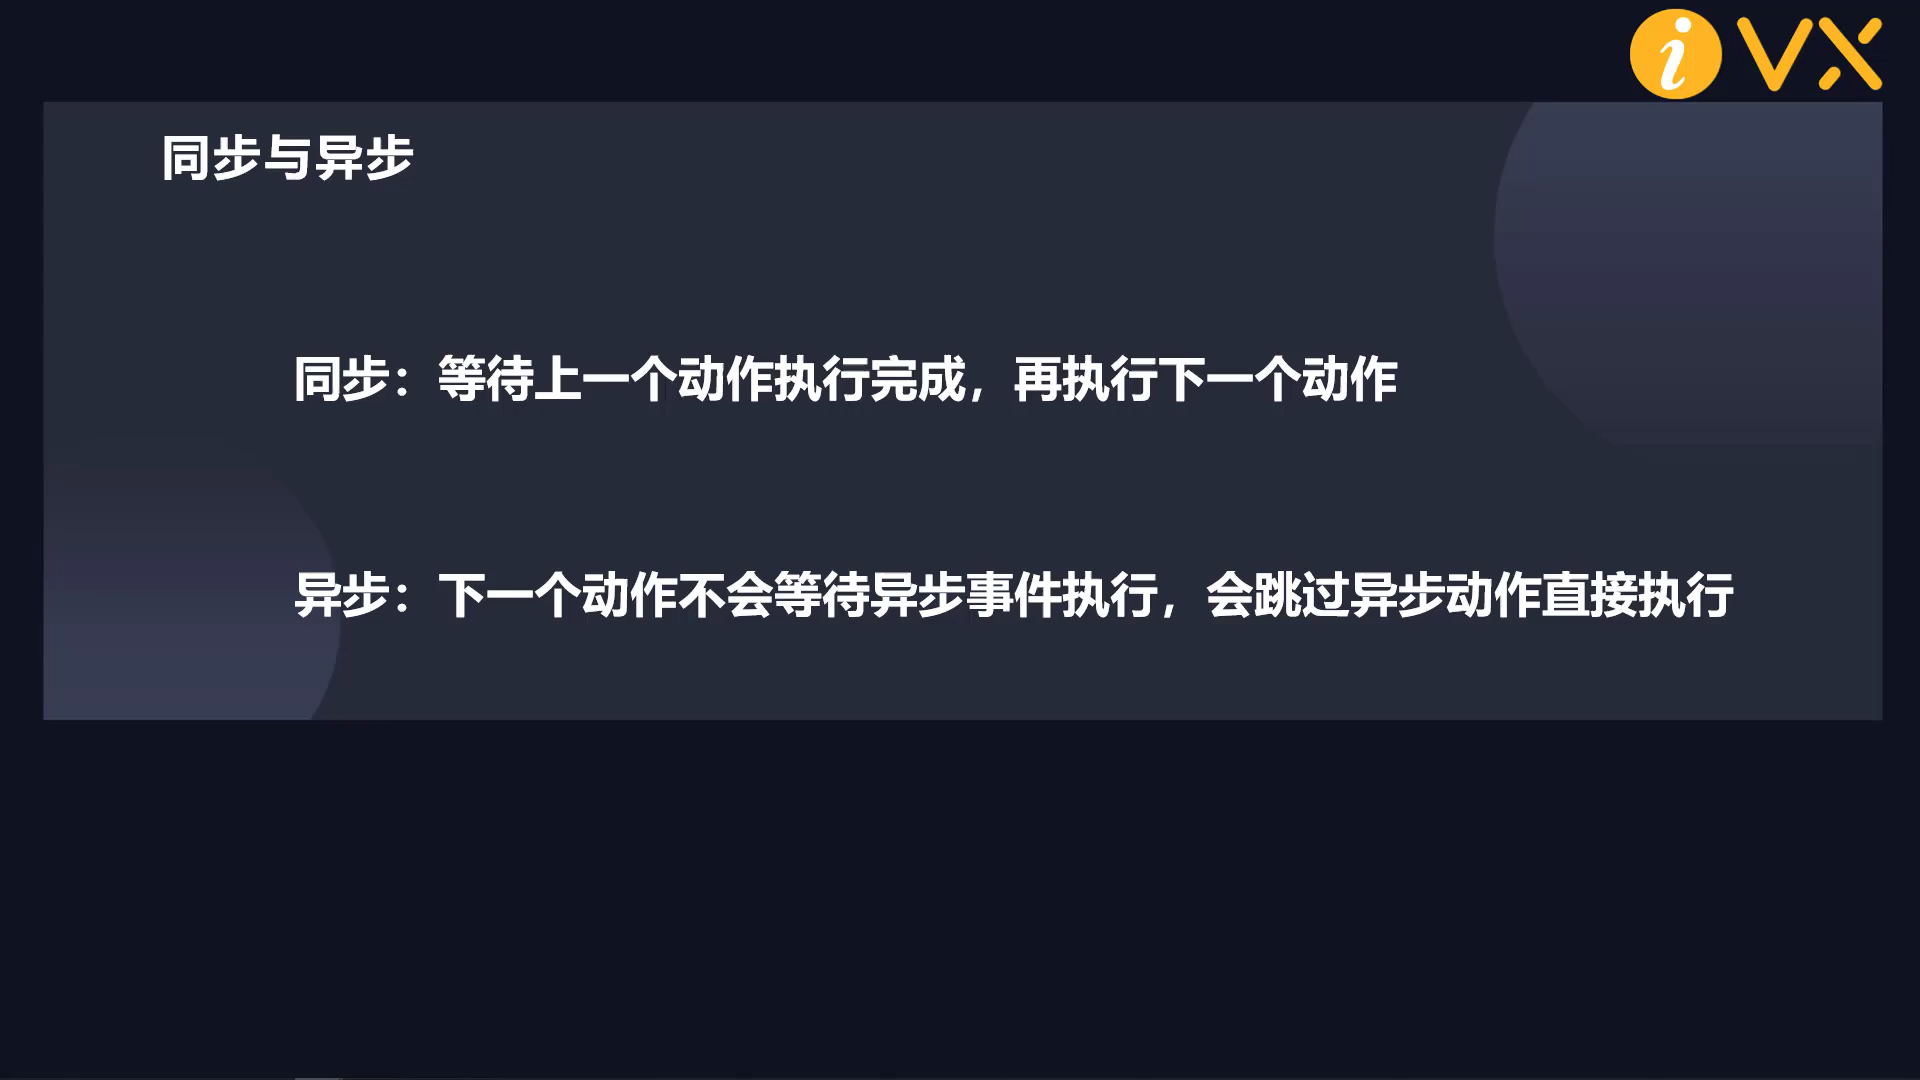 iVX
同步与异步
同步：等待上一个动作执行完成，再执行下一个动作
异步：下一个动作不会等待异步事件执行，会跳过异步动作直接执行